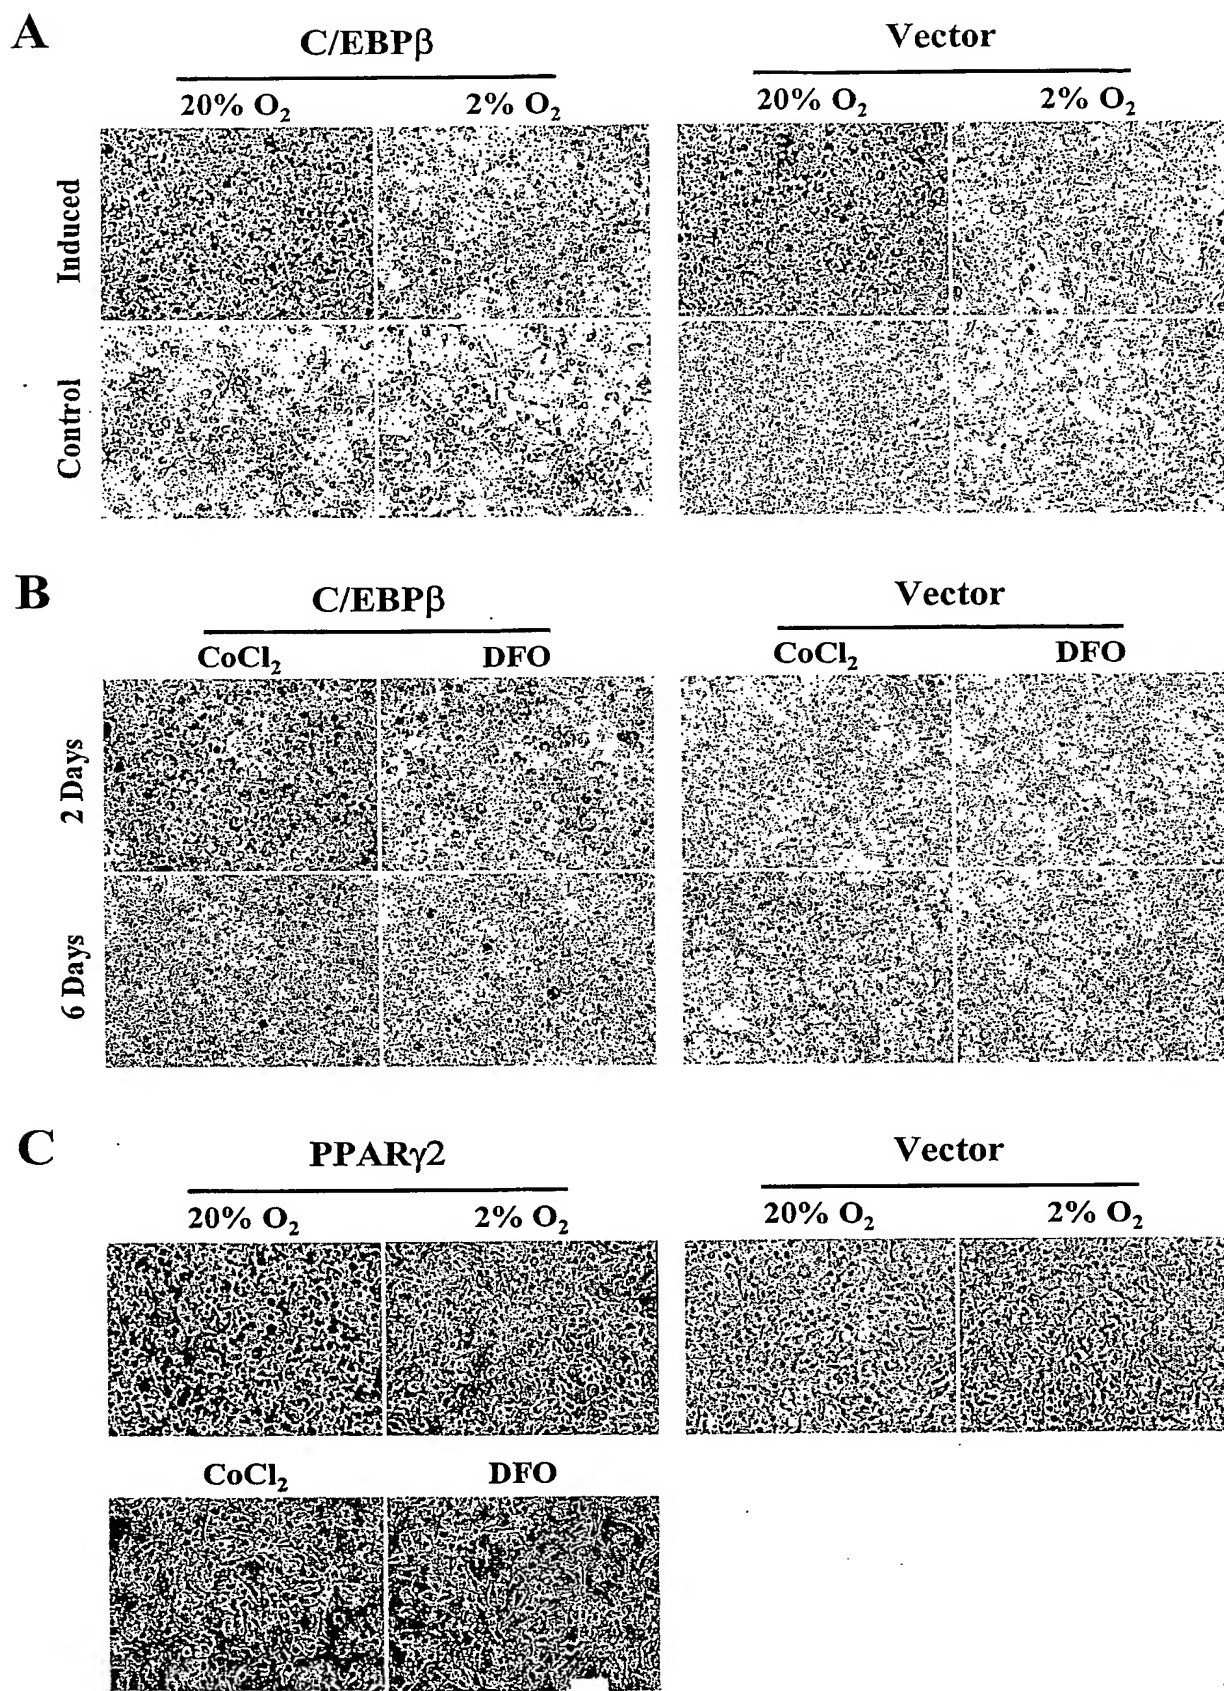 A
C/EBPβ
Vector
20% O₂ 2% O₂ 20% O₂ 2% O₂
Induced
Control
B
C/EBPβ
Vector
CoCl₂ DFO CoCl₂ DFO
2 Days
6 Days
C
PPARγ2
Vector
20% O₂ 2% O₂ 20% O₂ 2% O₂
CoCl₂ DFO